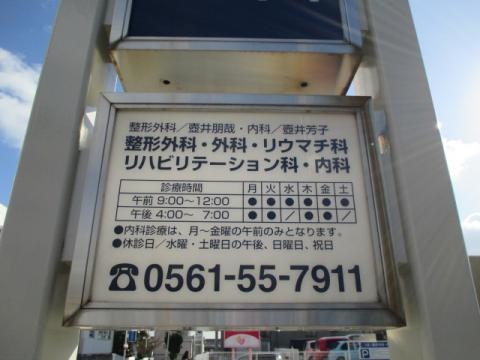 整形外科／壺井朋哉・内科／壺井芳子
整形外科・外科・リウマチ科
リハビリテーション科・内科
診療時間 月 火 水 木 金 土
午前 9:00～12:00 ● ● ● ● ● ●
午後 4:00～ 7:00 ● ● ／ ● ● ／
●内科診療は、月～金曜の午前のみとなります。
●休診日／水曜・土曜日の午後、日曜日、祝日
☎0561-55-7911